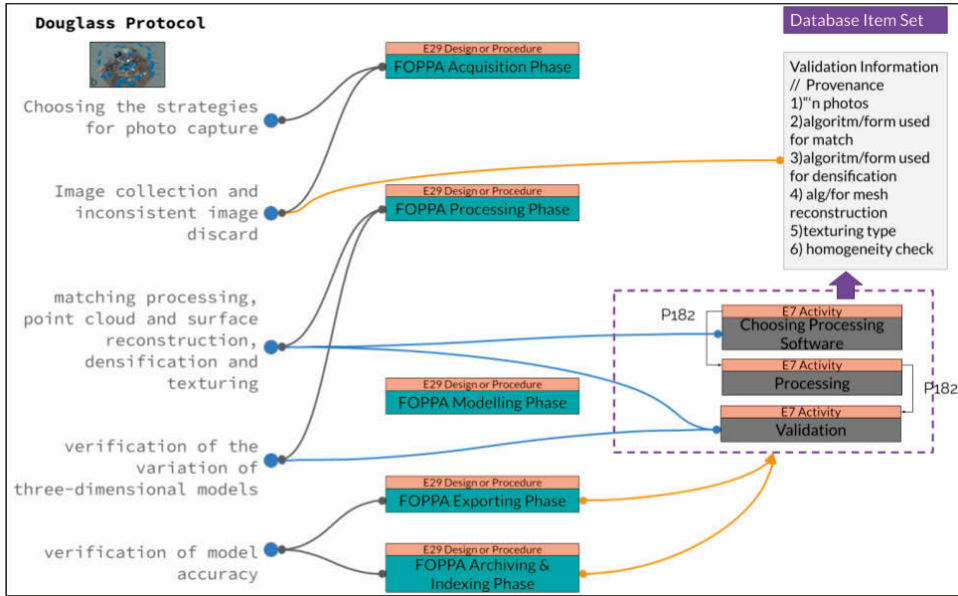 Douglass Protocol
Choosing the strategies
for photo capture
Image collection and
inconsistent image
discard
matching processing,
point cloud and surface
reconstruction,
densification and
texturing
verification of the
variation of
three-dimensional models
verification of model
accuracy
E29 Design or Procedure
FOPPA Acquisition Phase
E29 Design or Procedure
FOPPA Processing Phase
E29 Design or Procedure
FOPPA Modelling Phase
E29 Design or Procedure
FOPPA Exporting Phase
E29 Design or Procedure
FOPPA Archiving &
Indexing Phase
Database Item Set
Validation Information
// Provenance
1)"'n photos
2)algoritm/form used
for match
3)algoritm/form used
for densification
4) alg/for mesh
reconstruction
5)texturing type
6) homogeneity check
P182
E7 Activity
Choosing Processing
Software
E7 Activity
Processing
P182
E7 Activity
Validation